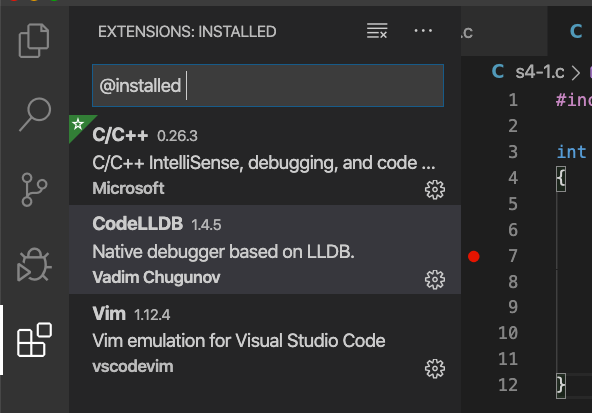 EXTENSIONS: INSTALLED
@installed
C/C++ 0.26.3
C/C++ IntelliSense, debugging, and code ...
Microsoft
CodeLLDB 1.4.5
Native debugger based on LLDB.
Vadim Chugunov
Vim 1.12.4
Vim emulation for Visual Studio Code
vscodevim
.c C
C s4-1.c >
1 #inc
2
3 int
4 {
5
6
7
8
9
10
11
12 }